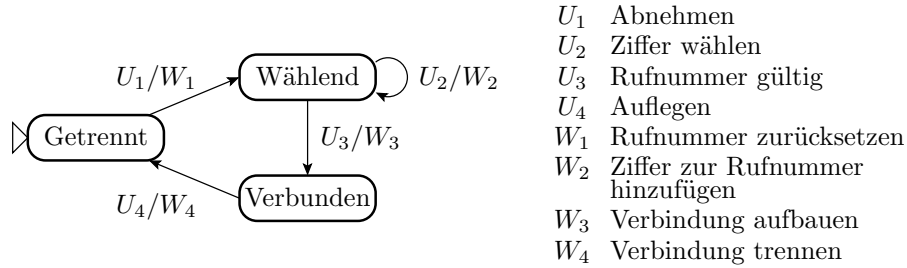 U1/W1
Wählend
U2/W2
Getrennt
U3/W3
U4/W4
Verbunden
U1 Abnehmen
U2 Ziffer wählen
U3 Rufnummer gültig
U4 Auflegen
W1 Rufnummer zurücksetzen
W2 Ziffer zur Rufnummer
hinzufügen
W3 Verbindung aufbauen
W4 Verbindung trennen